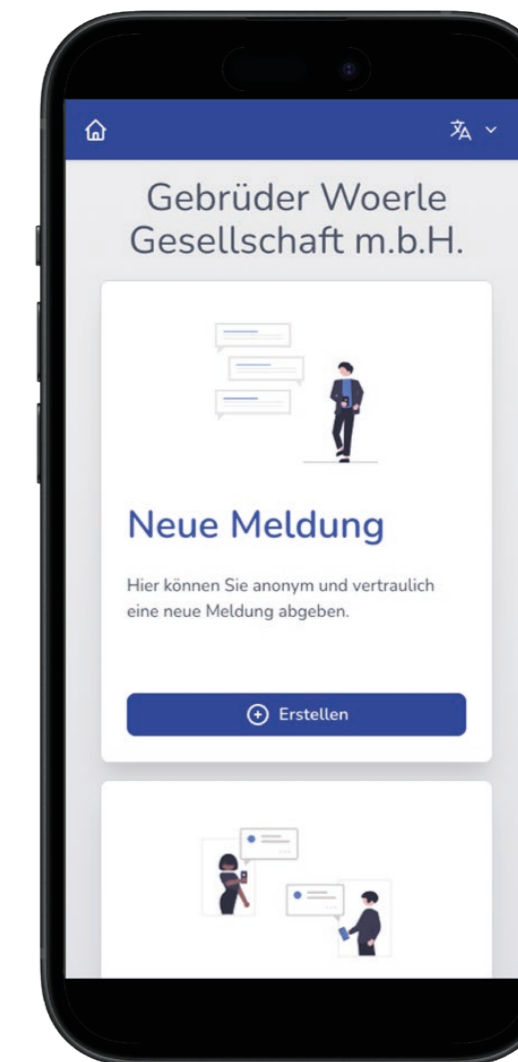 Gebrüder Woerle
Gesellschaft m.b.H.
Neue Meldung
Hier können Sie anonym und vertraulich
eine neue Meldung abgeben.
Erstellen